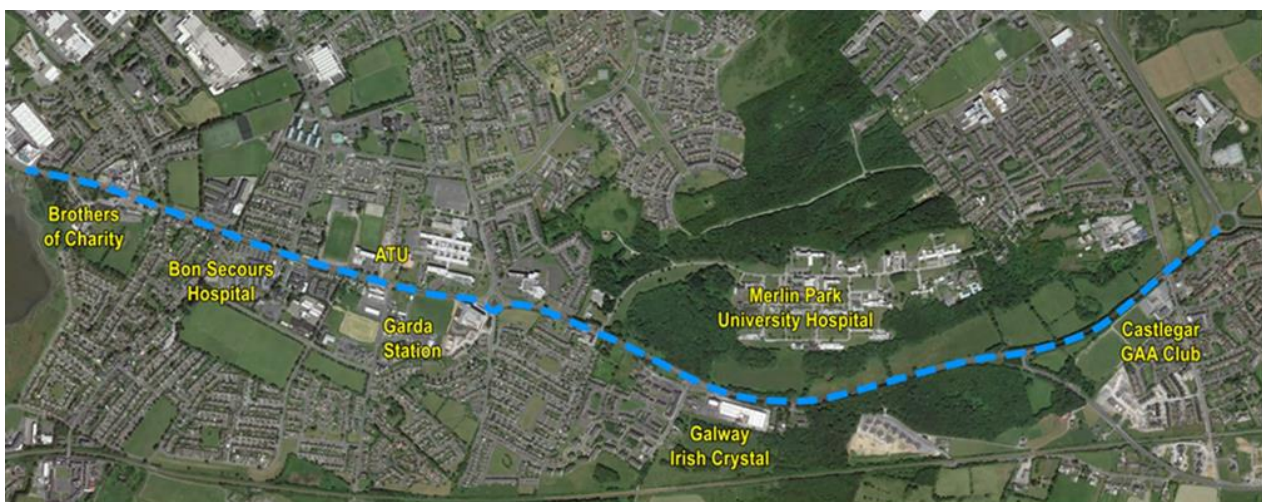 Brothers
of Charity
Bon Secours
Hospital
ATU
Garda
Station
Merlin Park
University Hospital
Galway
Irish Crystal
Castlegar
GAA Club